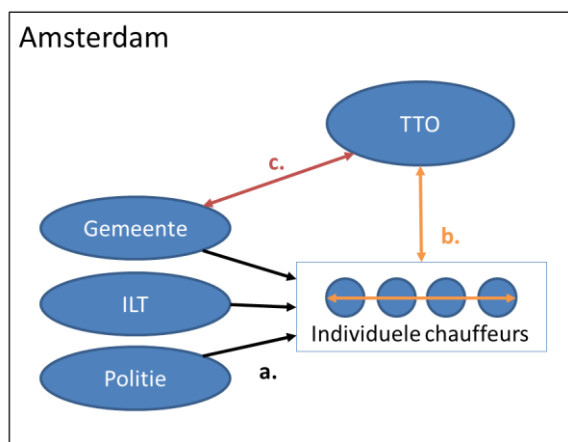 Amsterdam
TTO
c.
Gemeente
b.
ILT
Individuele chauffeurs
a.
Politie